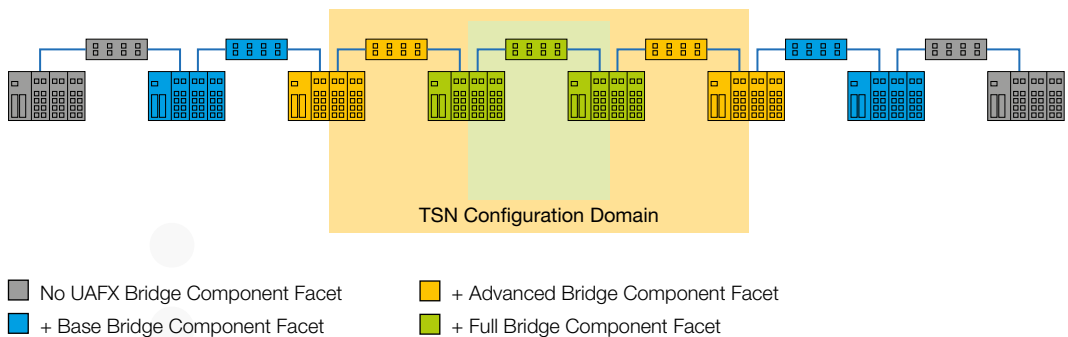 TSN Configuration Domain
No UAFX Bridge Component Facet
+ Advanced Bridge Component Facet
+ Base Bridge Component Facet
+ Full Bridge Component Facet